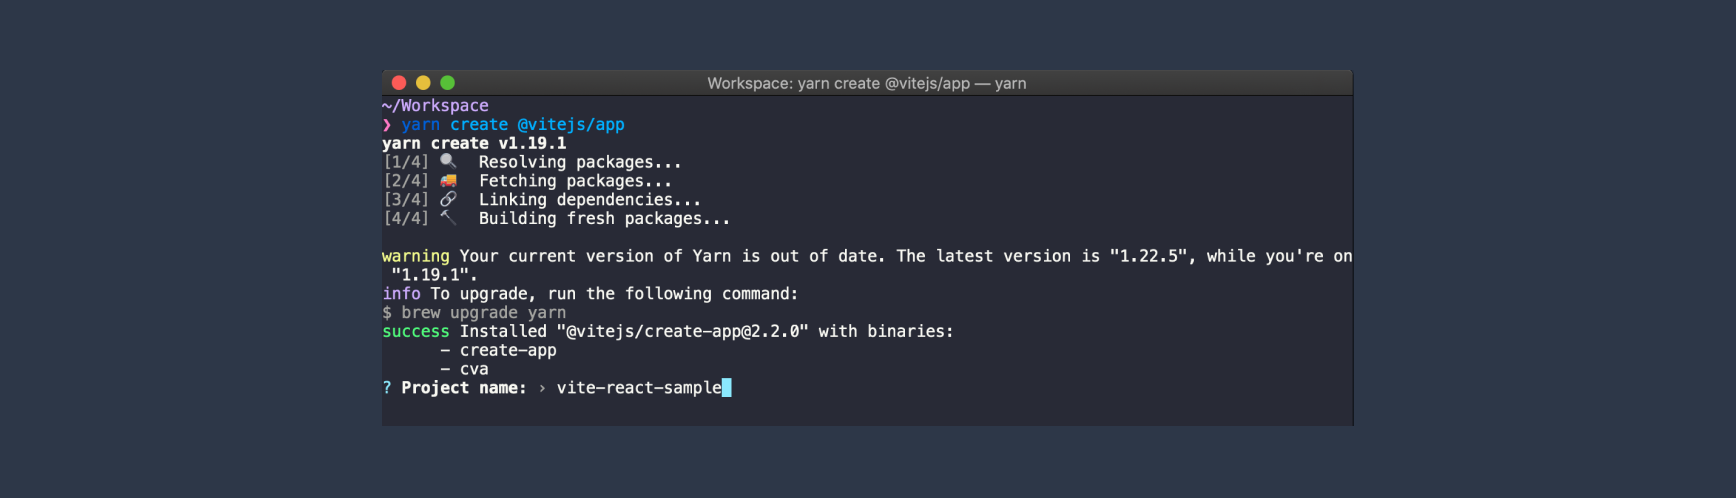 Workspace: yarn create @vitejs/app — yarn
~/Workspace
❯ yarn create @vitejs/app
yarn create v1.19.1
[1/4] 🔍 Resolving packages...
[2/4] 🚚 Fetching packages...
[3/4] 🔗 Linking dependencies...
[4/4] 🔨 Building fresh packages...
warning Your current version of Yarn is out of date. The latest version is "1.22.5", while you're on
"1.19.1".
info To upgrade, run the following command:
$ brew upgrade yarn
success Installed "@vitejs/create-app@2.2.0" with binaries:
- create-app
- cva
? Project name: › vite-react-sample